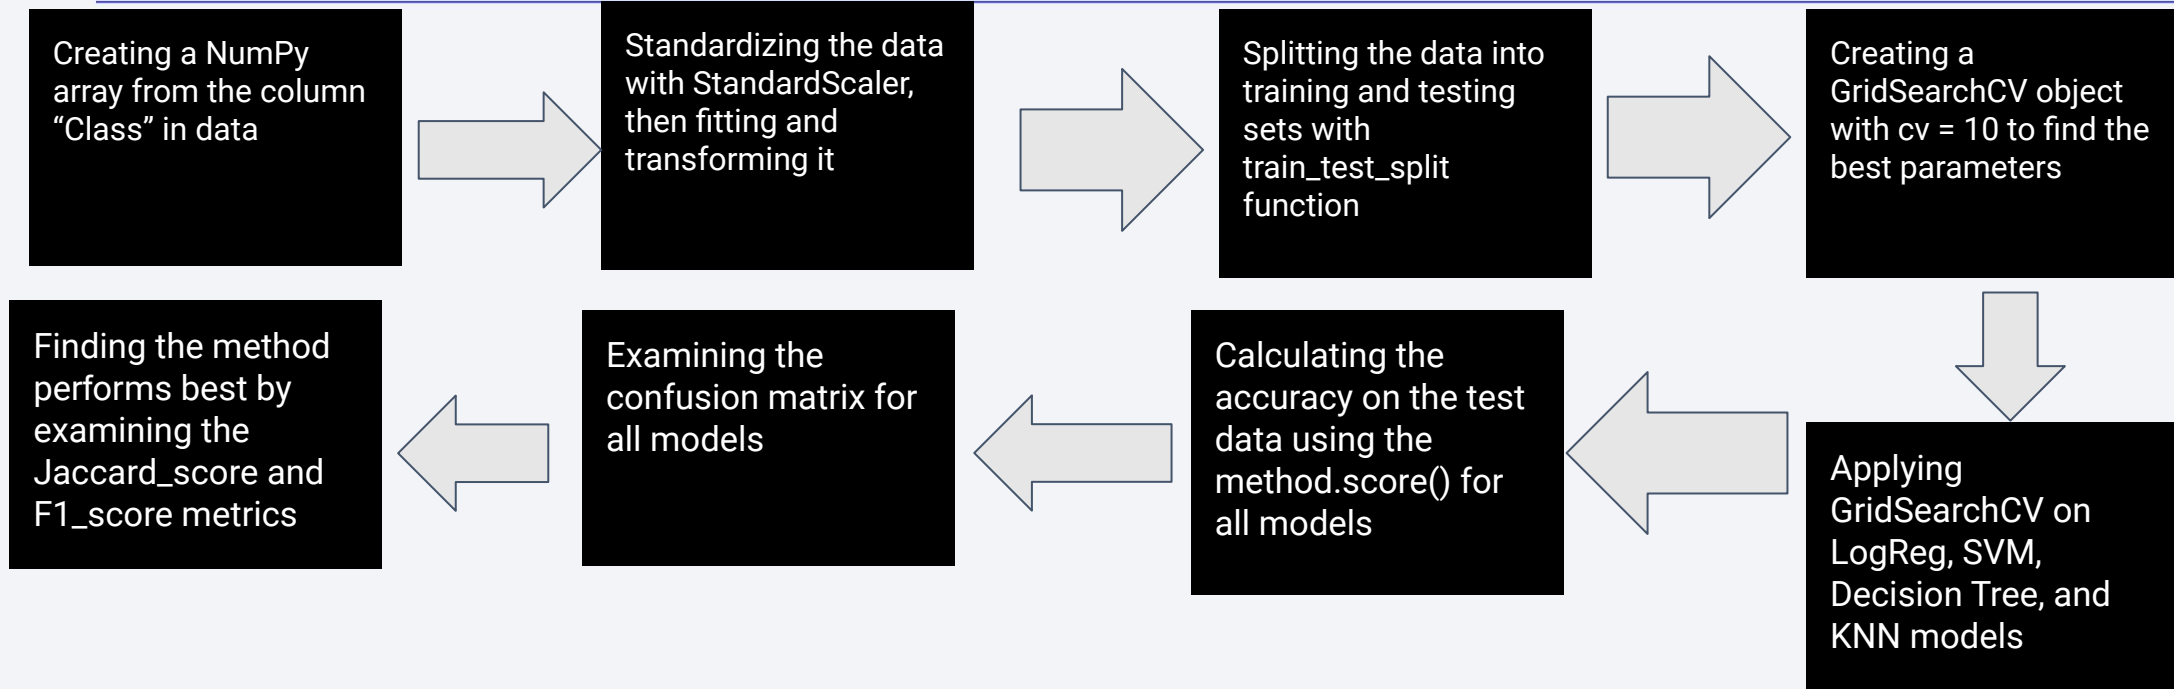 Creating a NumPy
array from the column
“Class” in data
Standardizing the data
with StandardScaler,
then fitting and
transforming it
Splitting the data into
training and testing
sets with
train_test_split
function
Creating a
GridSearchCV object
with cv = 10 to find the
best parameters
Applying
GridSearchCV on
LogReg, SVM,
Decision Tree, and
KNN models
Calculating the
accuracy on the test
data using the
method.score() for
all models
Examining the
confusion matrix for
all models
Finding the method
performs best by
examining the
Jaccard_score and
F1_score metrics